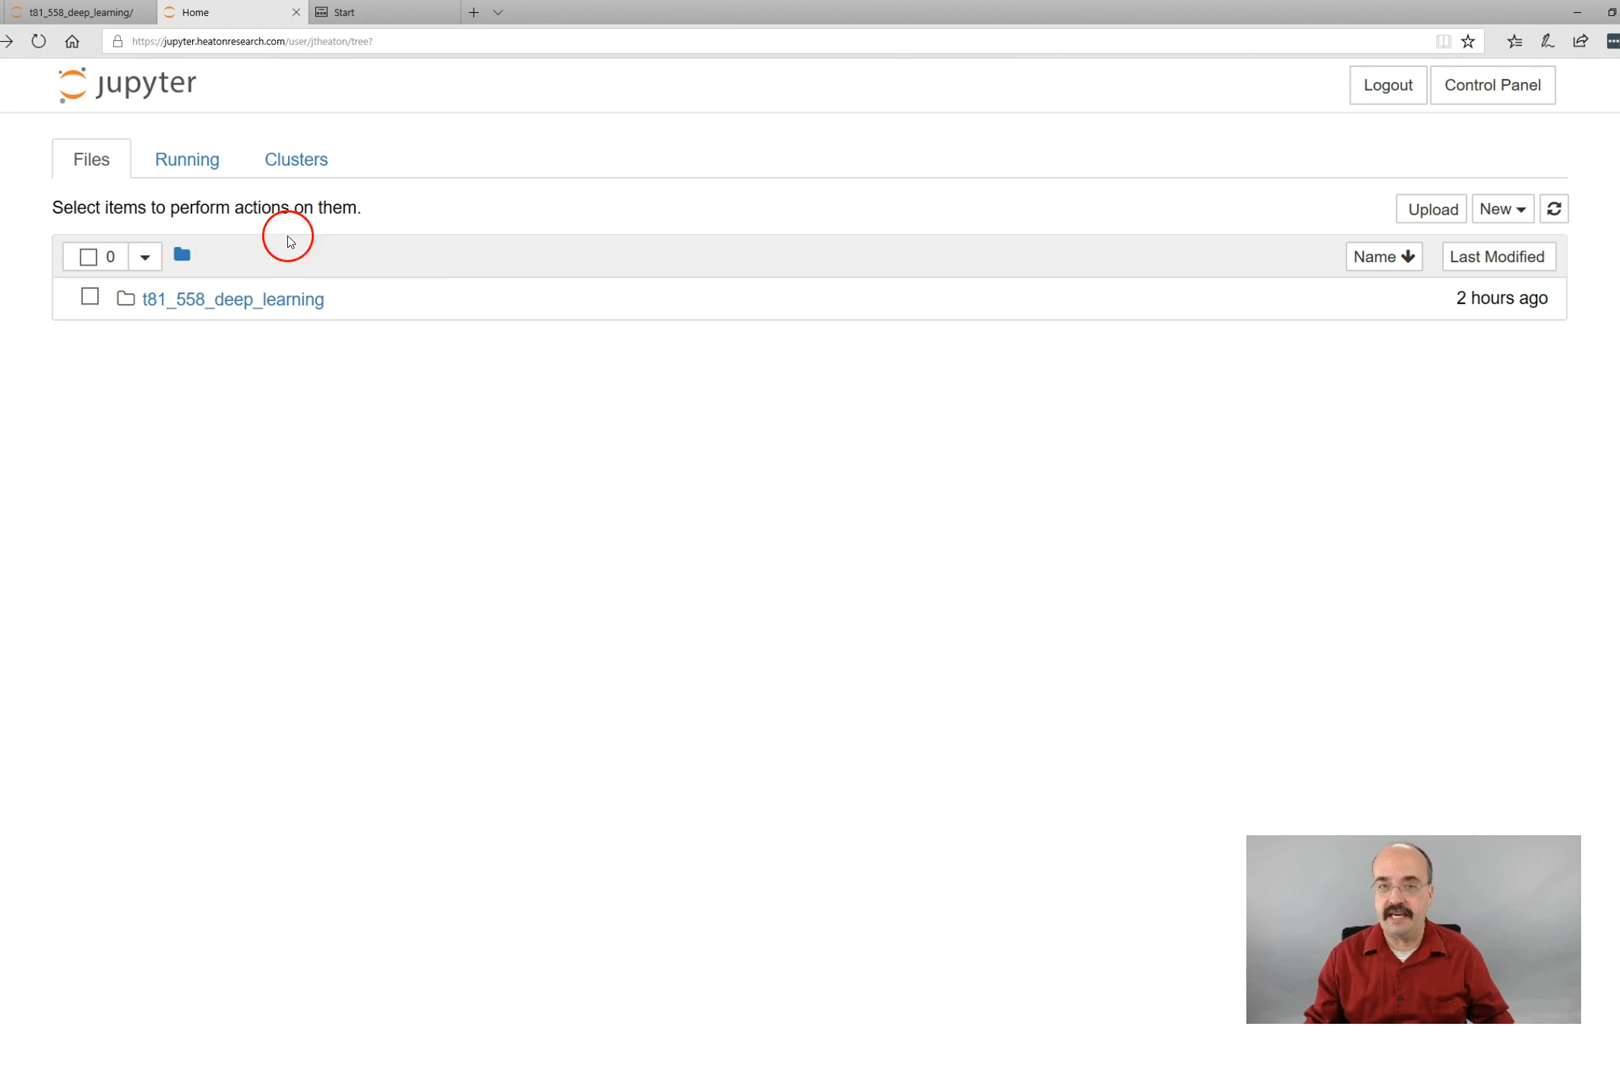 t81_558_deep_learning/
Home
Start
https://jupyter.heatonresearch.com/user/jtheaton/tree?
jupyter
Logout
Control Panel
Files
Running
Clusters
Select items to perform actions on them.
Upload
New
0
Name
Last Modified
t81_558_deep_learning
2 hours ago